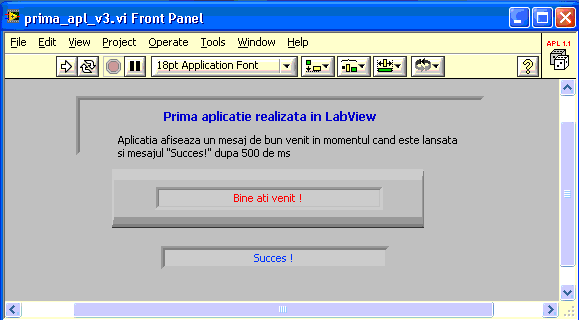 prima_apl_v3.vi Front Panel
File Edit View Project Operate Tools Window Help
APL 1.1
18pt Application Font
?
Prima aplicatie realizata in LabView
Aplicatia afiseaza un mesaj de bun venit in momentul cand este lansata
si mesajul "Succes!" dupa 500 de ms
Bine ati venit !
Succes !